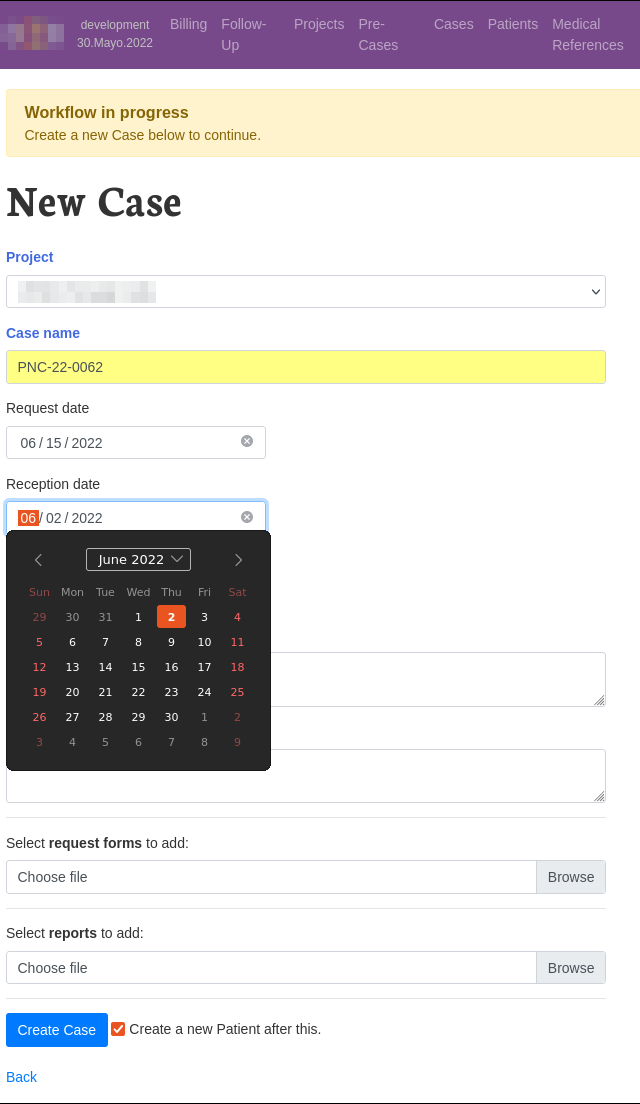 development
30.Mayo.2022
Billing
Follow-
Up
Projects
Pre-
Cases
Cases
Patients
Medical
References
Workflow in progress
Create a new Case below to continue.
New Case
Project
Case name
PNC-22-0062
Request date
06 / 15 / 2022
Reception date
06 / 02 / 2022
June 2022
Sun Mon Tue Wed Thu Fri Sat
29 30 31 1 2 3 4
5 6 7 8 9 10 11
12 13 14 15 16 17 18
19 20 21 22 23 24 25
26 27 28 29 30 1 2
3 4 5 6 7 8 9
Select request forms to add:
Choose file Browse
Select reports to add:
Choose file Browse
Create Case Create a new Patient after this.
Back